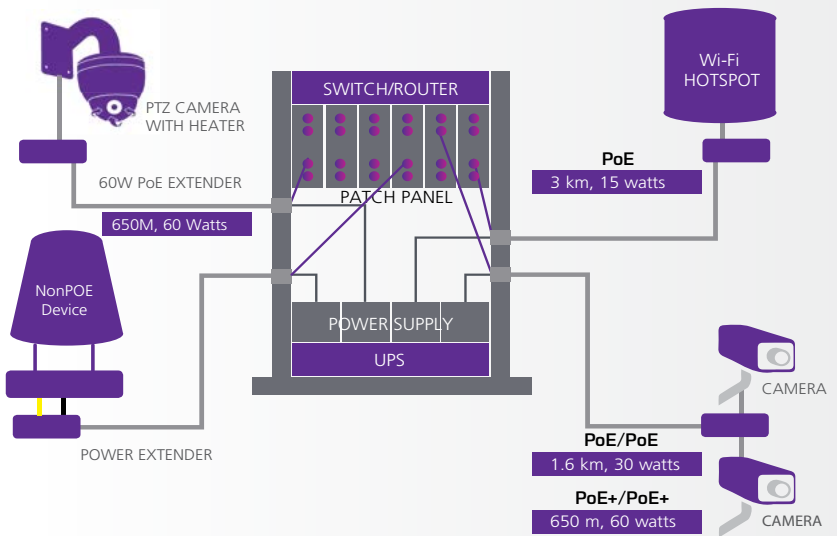 PTZ CAMERA
WITH HEATER
60W PoE EXTENDER
650M, 60 Watts
NonPOE
Device
POWER EXTENDER
SWITCH/ROUTER
PATCH PANEL
POWER SUPPLY
UPS
Wi-Fi
HOTSPOT
PoE
3 km, 15 watts
CAMERA
PoE/PoE
1.6 km, 30 watts
PoE+/PoE+
650 m, 60 watts
CAMERA